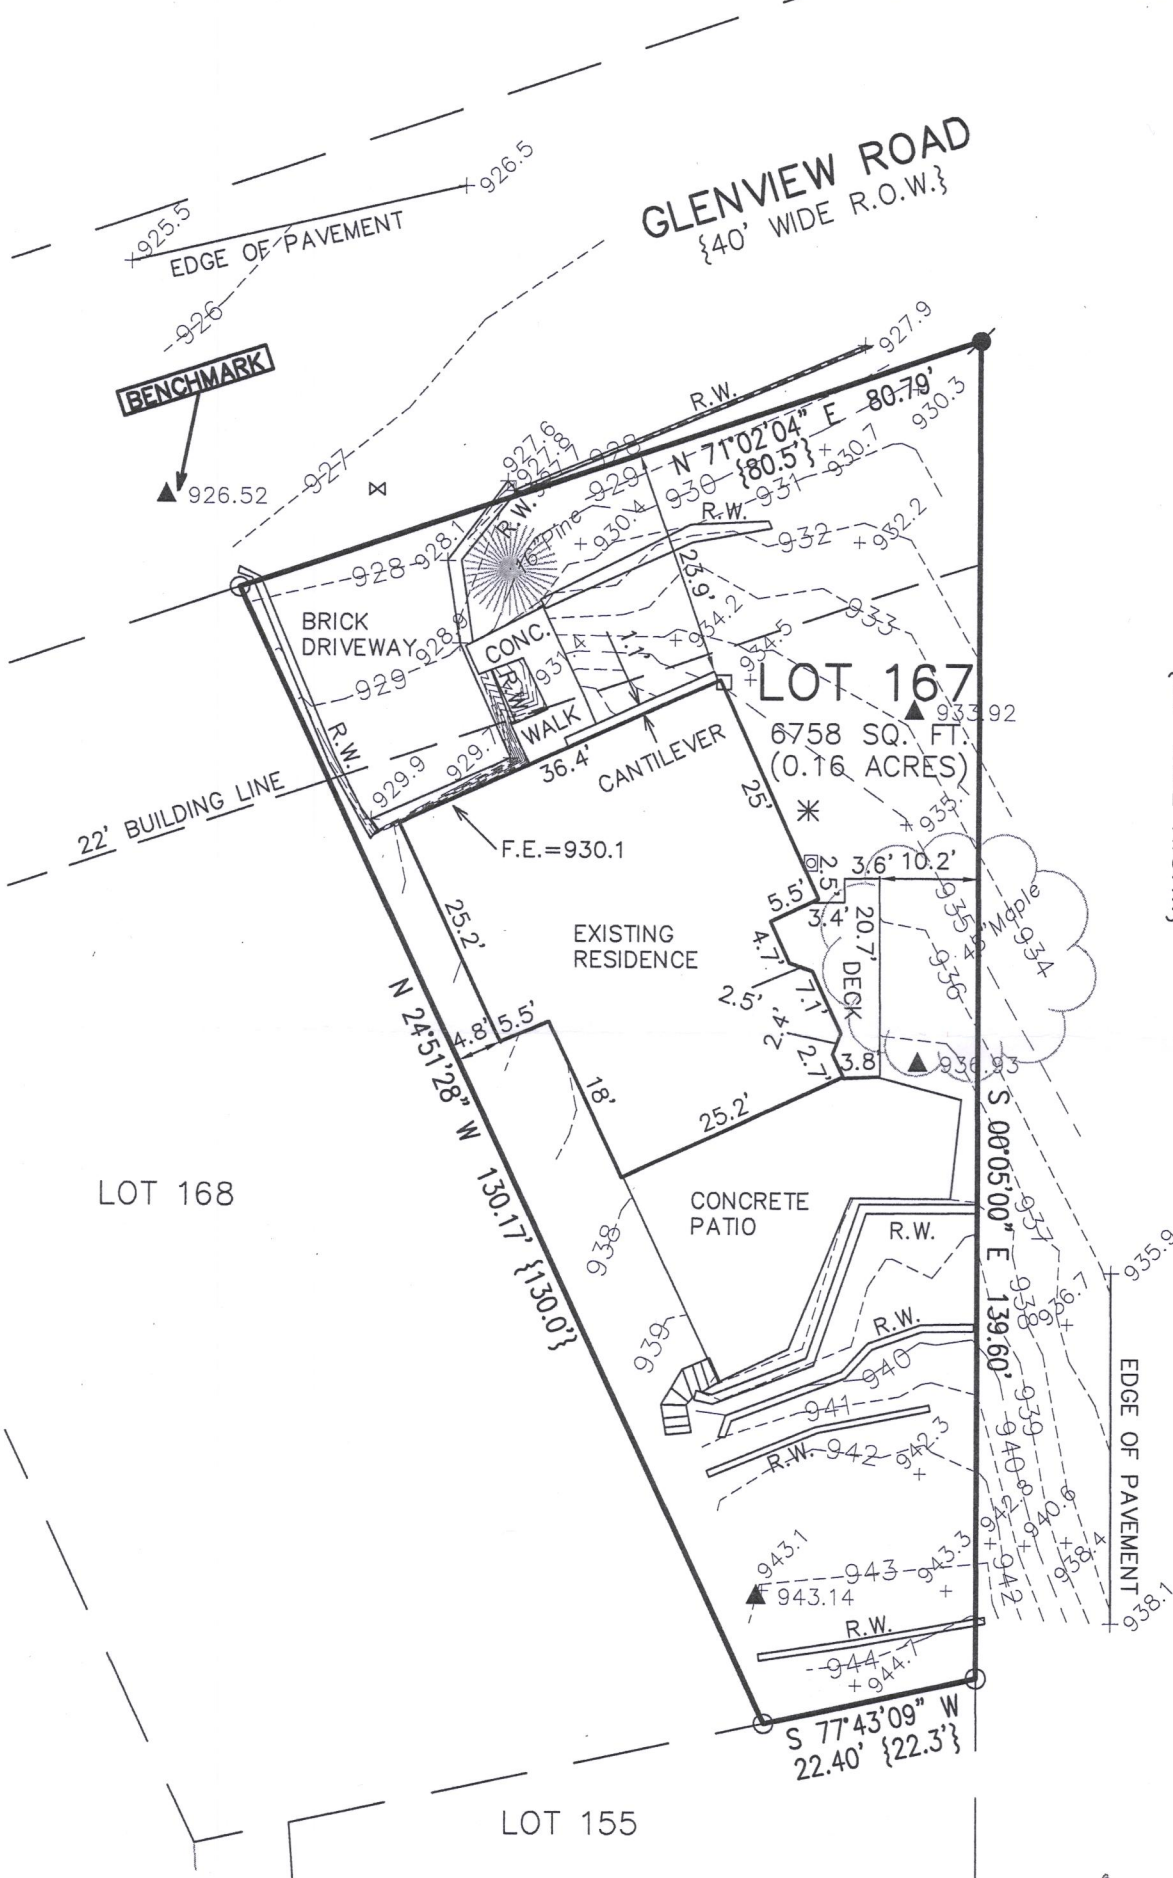 926.5
GLENVIEW ROAD
{40' WIDE R.O.W.}
925.5
EDGE OF PAVEMENT
926
BENCHMARK
927.9
R.W.
N 71°02'04" E 80.79'
{80.5'}
930.3
927.6
927.8
928
929
930
930.7
931
927
926.52
R.W.
16"Pine
930.4
R.W.
932
932.2
928
928.1
23.9'
BRICK
DRIVEWAY
928.9
CONC.
931.4
1.1'
934.2
933
934.5
929
R.W.
R.W.
WALK
LOT 167
933.92
6758 SQ. FT.
(0.16 ACRES)
929.1
929.9
36.4'
CANTILEVER
25'
22' BUILDING LINE
F.E.=930.1
935.1
2.5'
3.6'
10.2'
5.5'
3.4'
935
45"Maple
934
25.2'
EXISTING
RESIDENCE
4.7'
20.7'
DECK
936
2.5'
7.1'
2.4'
2.7'
3.8'
936.93
N 24°51'28" W 130.17' {130.0'}
4.8'
5.5'
18'
25.2'
S 00°05'00" E 139.60'
LOT 168
CONCRETE
PATIO
R.W.
937
938
935.9
938
936.7
939
R.W.
940
939
EDGE OF PAVEMENT
941
R.W.
942
942.3
940
942.8
940.6
938.4
943.1
943
943.3
942
943.14
938.1
R.W.
944
944.7
S 77°43'09" W
22.40' {22.3'}
LOT 155